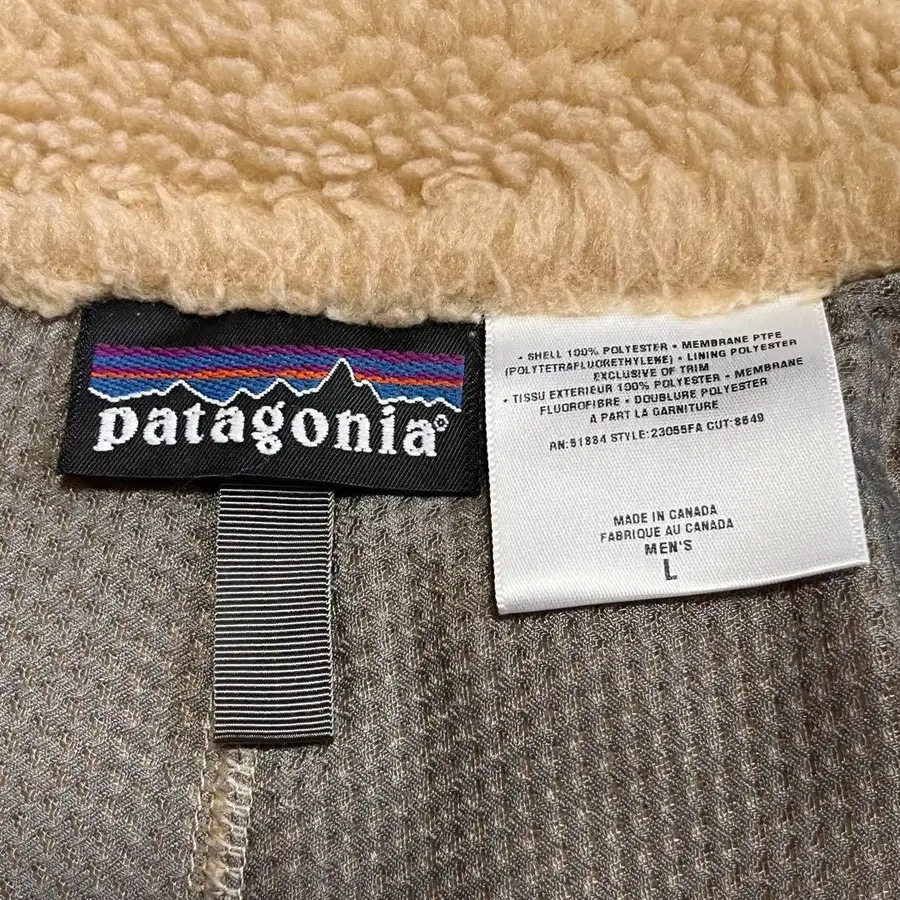 patagonia®
• SHELL 100% POLYESTER • MEMBRANE PTFE
(POLYTETRAFLUORETHYLENE) • LINING POLYESTER
EXCLUSIVE OF TRIM
• TISSU EXTERIEUR 100% POLYESTER • MEMBRANE
FLUOROFIBRE • DOUBLURE POLYESTER
A PART LA GARNITURE
RN:51884 STYLE:23055FA CUT:8649
MADE IN CANADA
FABRIQUE AU CANADA
MEN'S
L